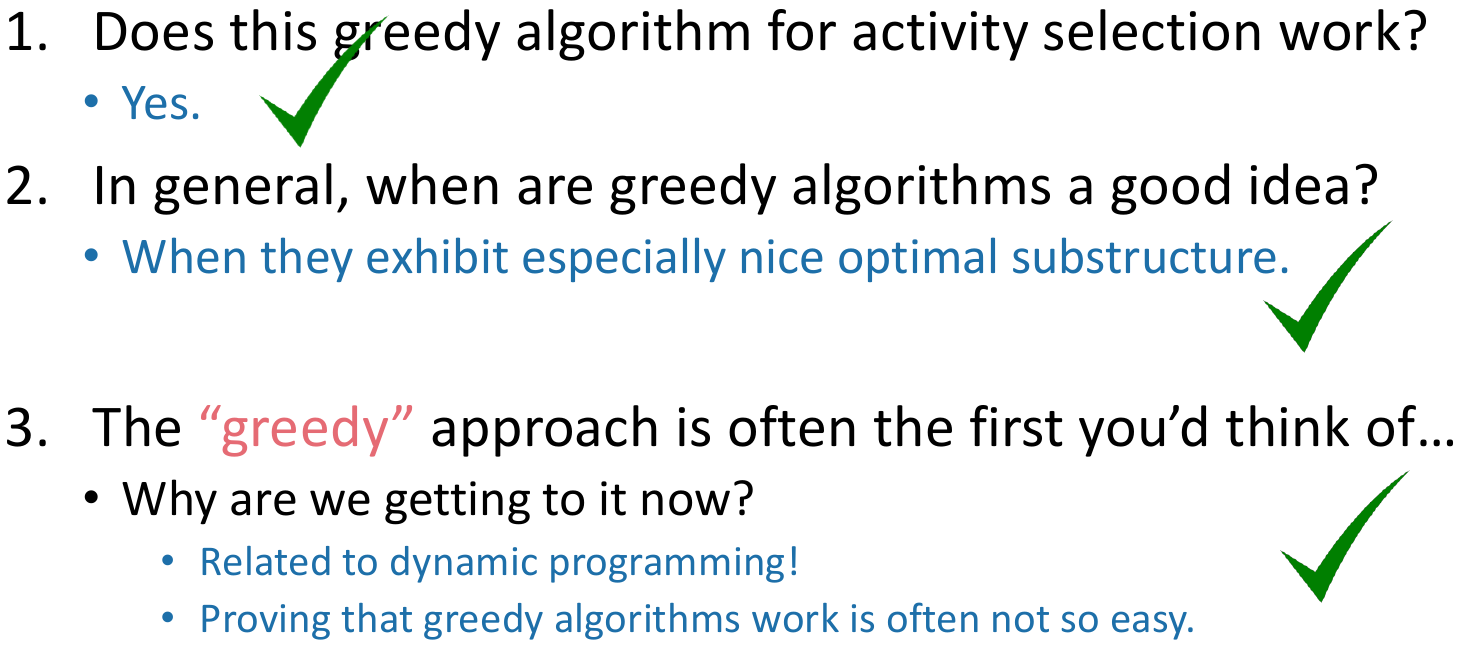 1. Does this greedy algorithm for activity selection work?
• Yes.
2. In general, when are greedy algorithms a good idea?
• When they exhibit especially nice optimal substructure.
3. The “greedy” approach is often the first you’d think of…
• Why are we getting to it now?
• Related to dynamic programming!
• Proving that greedy algorithms work is often not so easy.